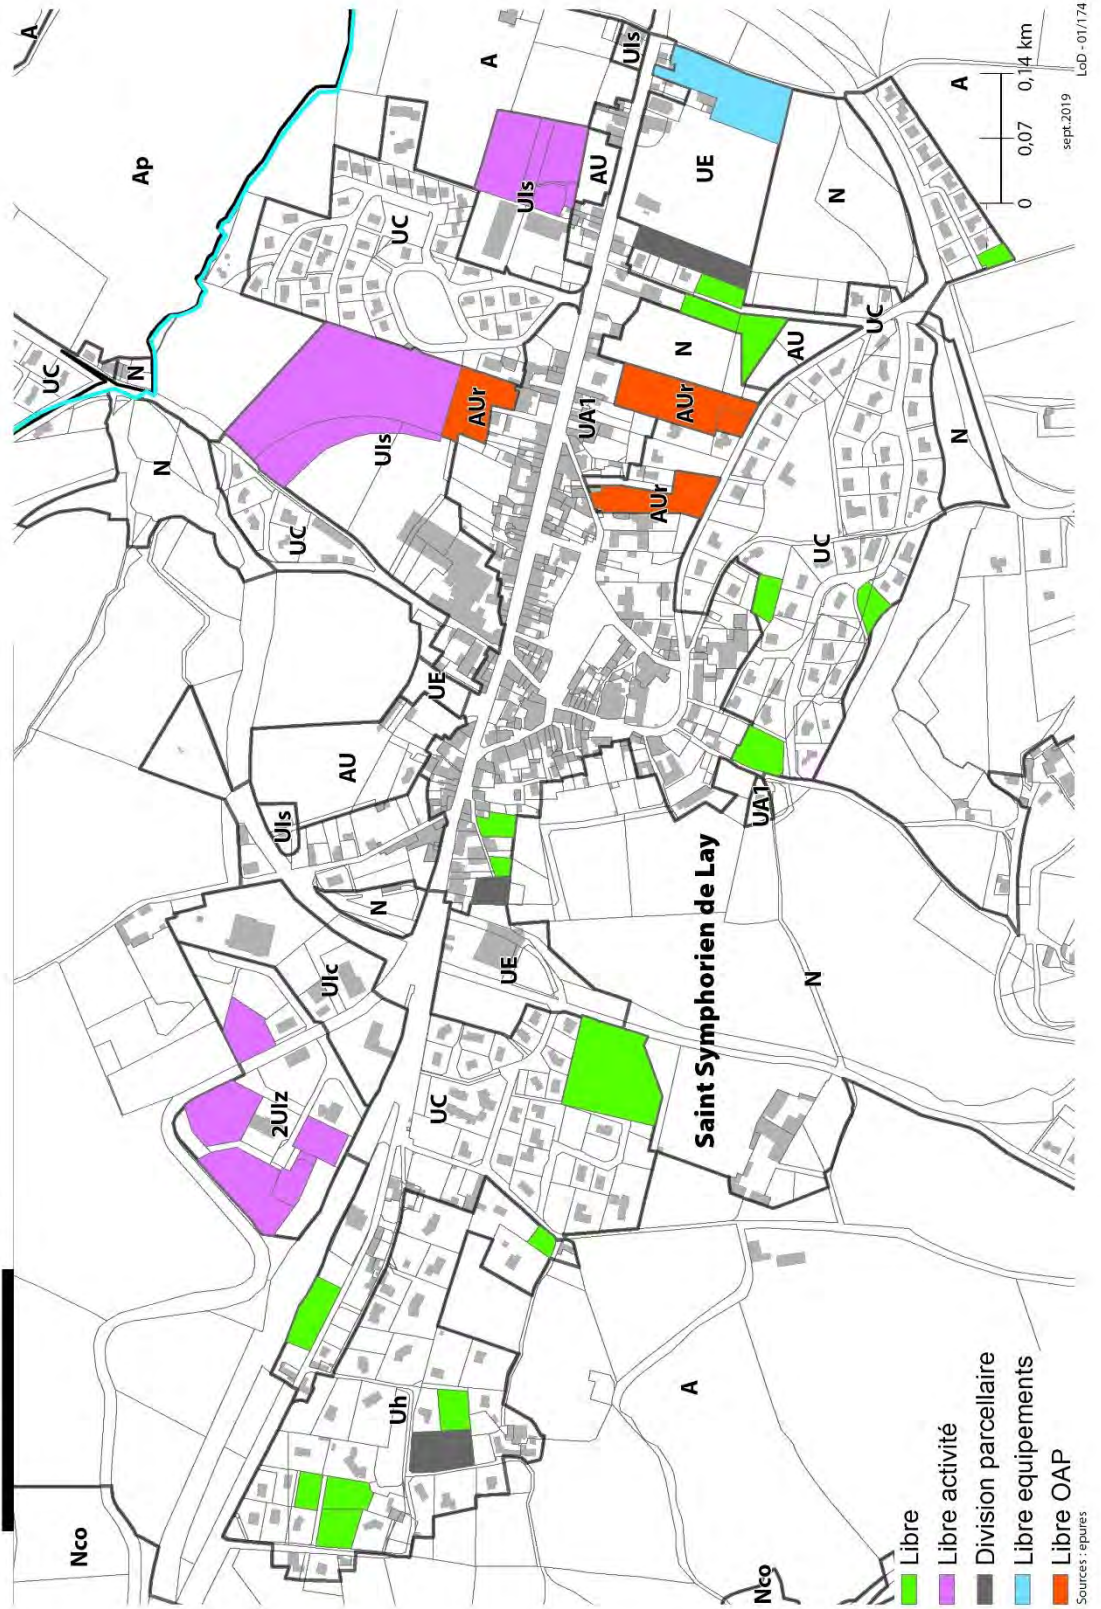 A
Ap
A
UIs
UC
N
UC
N
UIs
AU
UE
N
UC
AUr
UIs
UA1
N
AUr
AU
UC
A
AUr
N
UC
UC
UE
AU
UIs
N
UIc
2UIz
UE
UC
UA1
Saint Symphorien de Lay
N
Uh
A
Nco
Nco
Libre
Libre activité
Division parcellaire
Libre equipements
Libre OAP
Sources : epures
0 0,07 0,14 km
sept.2019
LoD - 01/174